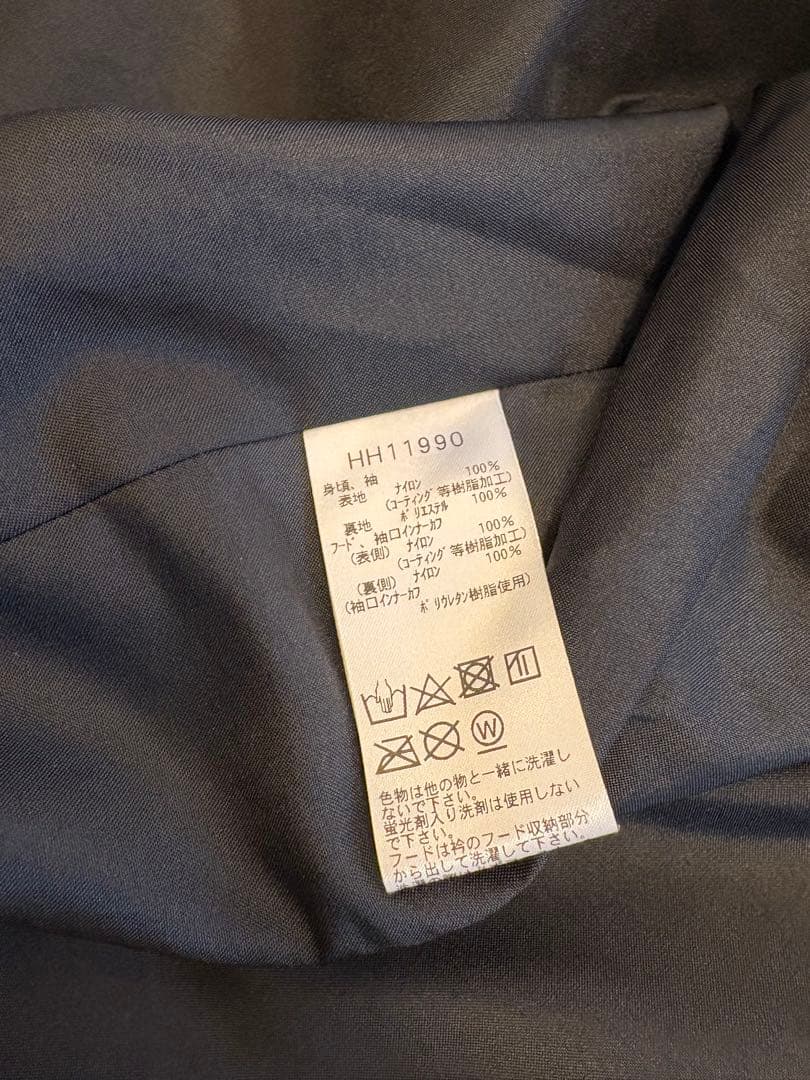 HH11990
身頃、袖
表地 ナイロン 100%
(コーティング等樹脂加工)
裏地 ポリエステル 100%
フード、袖口インナーカフ
(表側) ナイロン 100%
(コーティング等樹脂加工)
(裏側) ナイロン 100%
(袖口インナーカフ ポリウレタン樹脂使用)
W
色物は他の物と一緒に洗濯し
ないで下さい。
蛍光剤入り洗剤は使用しない
で下さい。
フードは衿のフード収納部分
から出して洗濯して下さい。